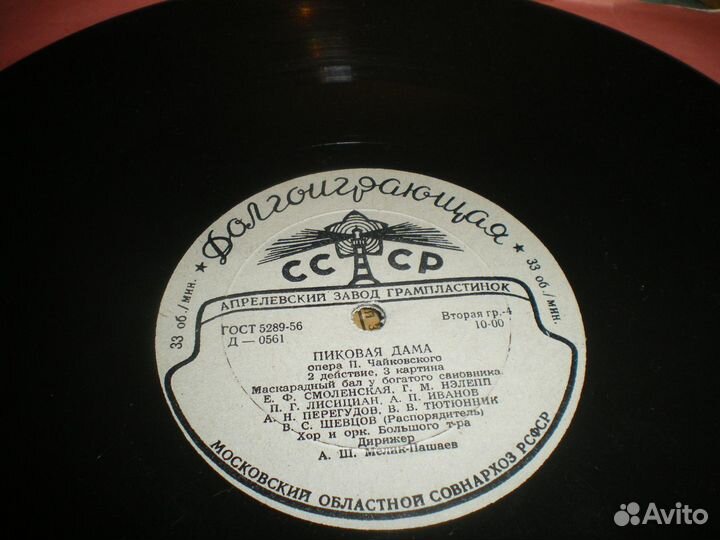 Долгоиграющая
★ 33 об./мин.
★ 33 об./мин.
СС СР
АПРЕЛЕВСКИЙ ЗАВОД ГРАМПЛАСТИНОК
ГОСТ 5289-56
Д — 0561
Вторая гр.-4
10-00
ПИКОВАЯ ДАМА
опера П. Чайковского
2 действие, 3 картина
Маскарадный бал у богатого сановника.
Е. Ф. СМОЛЕНСКАЯ, Г. М. НЭЛЕПП
П. Г. ЛИСИЦИАН, А. П. ИВАНОВ
А. Н. ПЕРЕГУДОВ, В. В. ТЮТЮННИК
В. С. ШЕВЦОВ (Распорядитель)
Хор и орк. Большого т-ра
Дирижер
А. Ш. Мелик-Пашаев
МОСКОВСКИЙ ОБЛАСТНОЙ СОВНАРХОЗ РСФСР
Avito